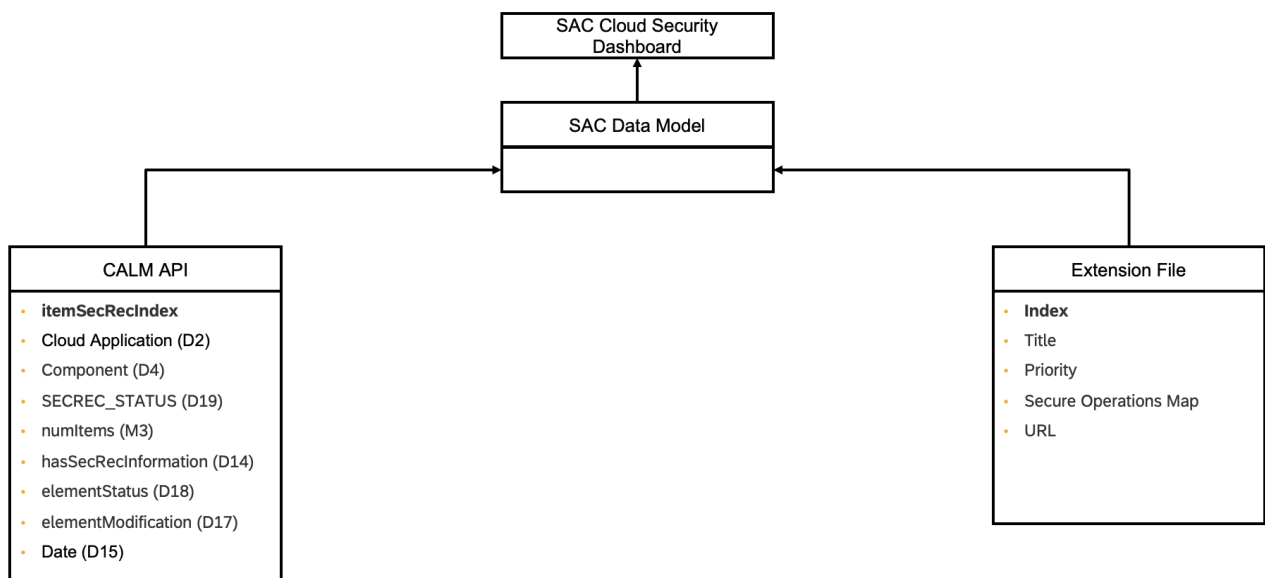 SAC Cloud Security
Dashboard
SAC Data Model
CALM API
itemSecRecIndex
Cloud Application (D2)
Component (D4)
SECREC_STATUS (D19)
numItems (M3)
hasSecRecInformation (D14)
elementStatus (D18)
elementModification (D17)
Date (D15)
Extension File
Index
Title
Priority
Secure Operations Map
URL